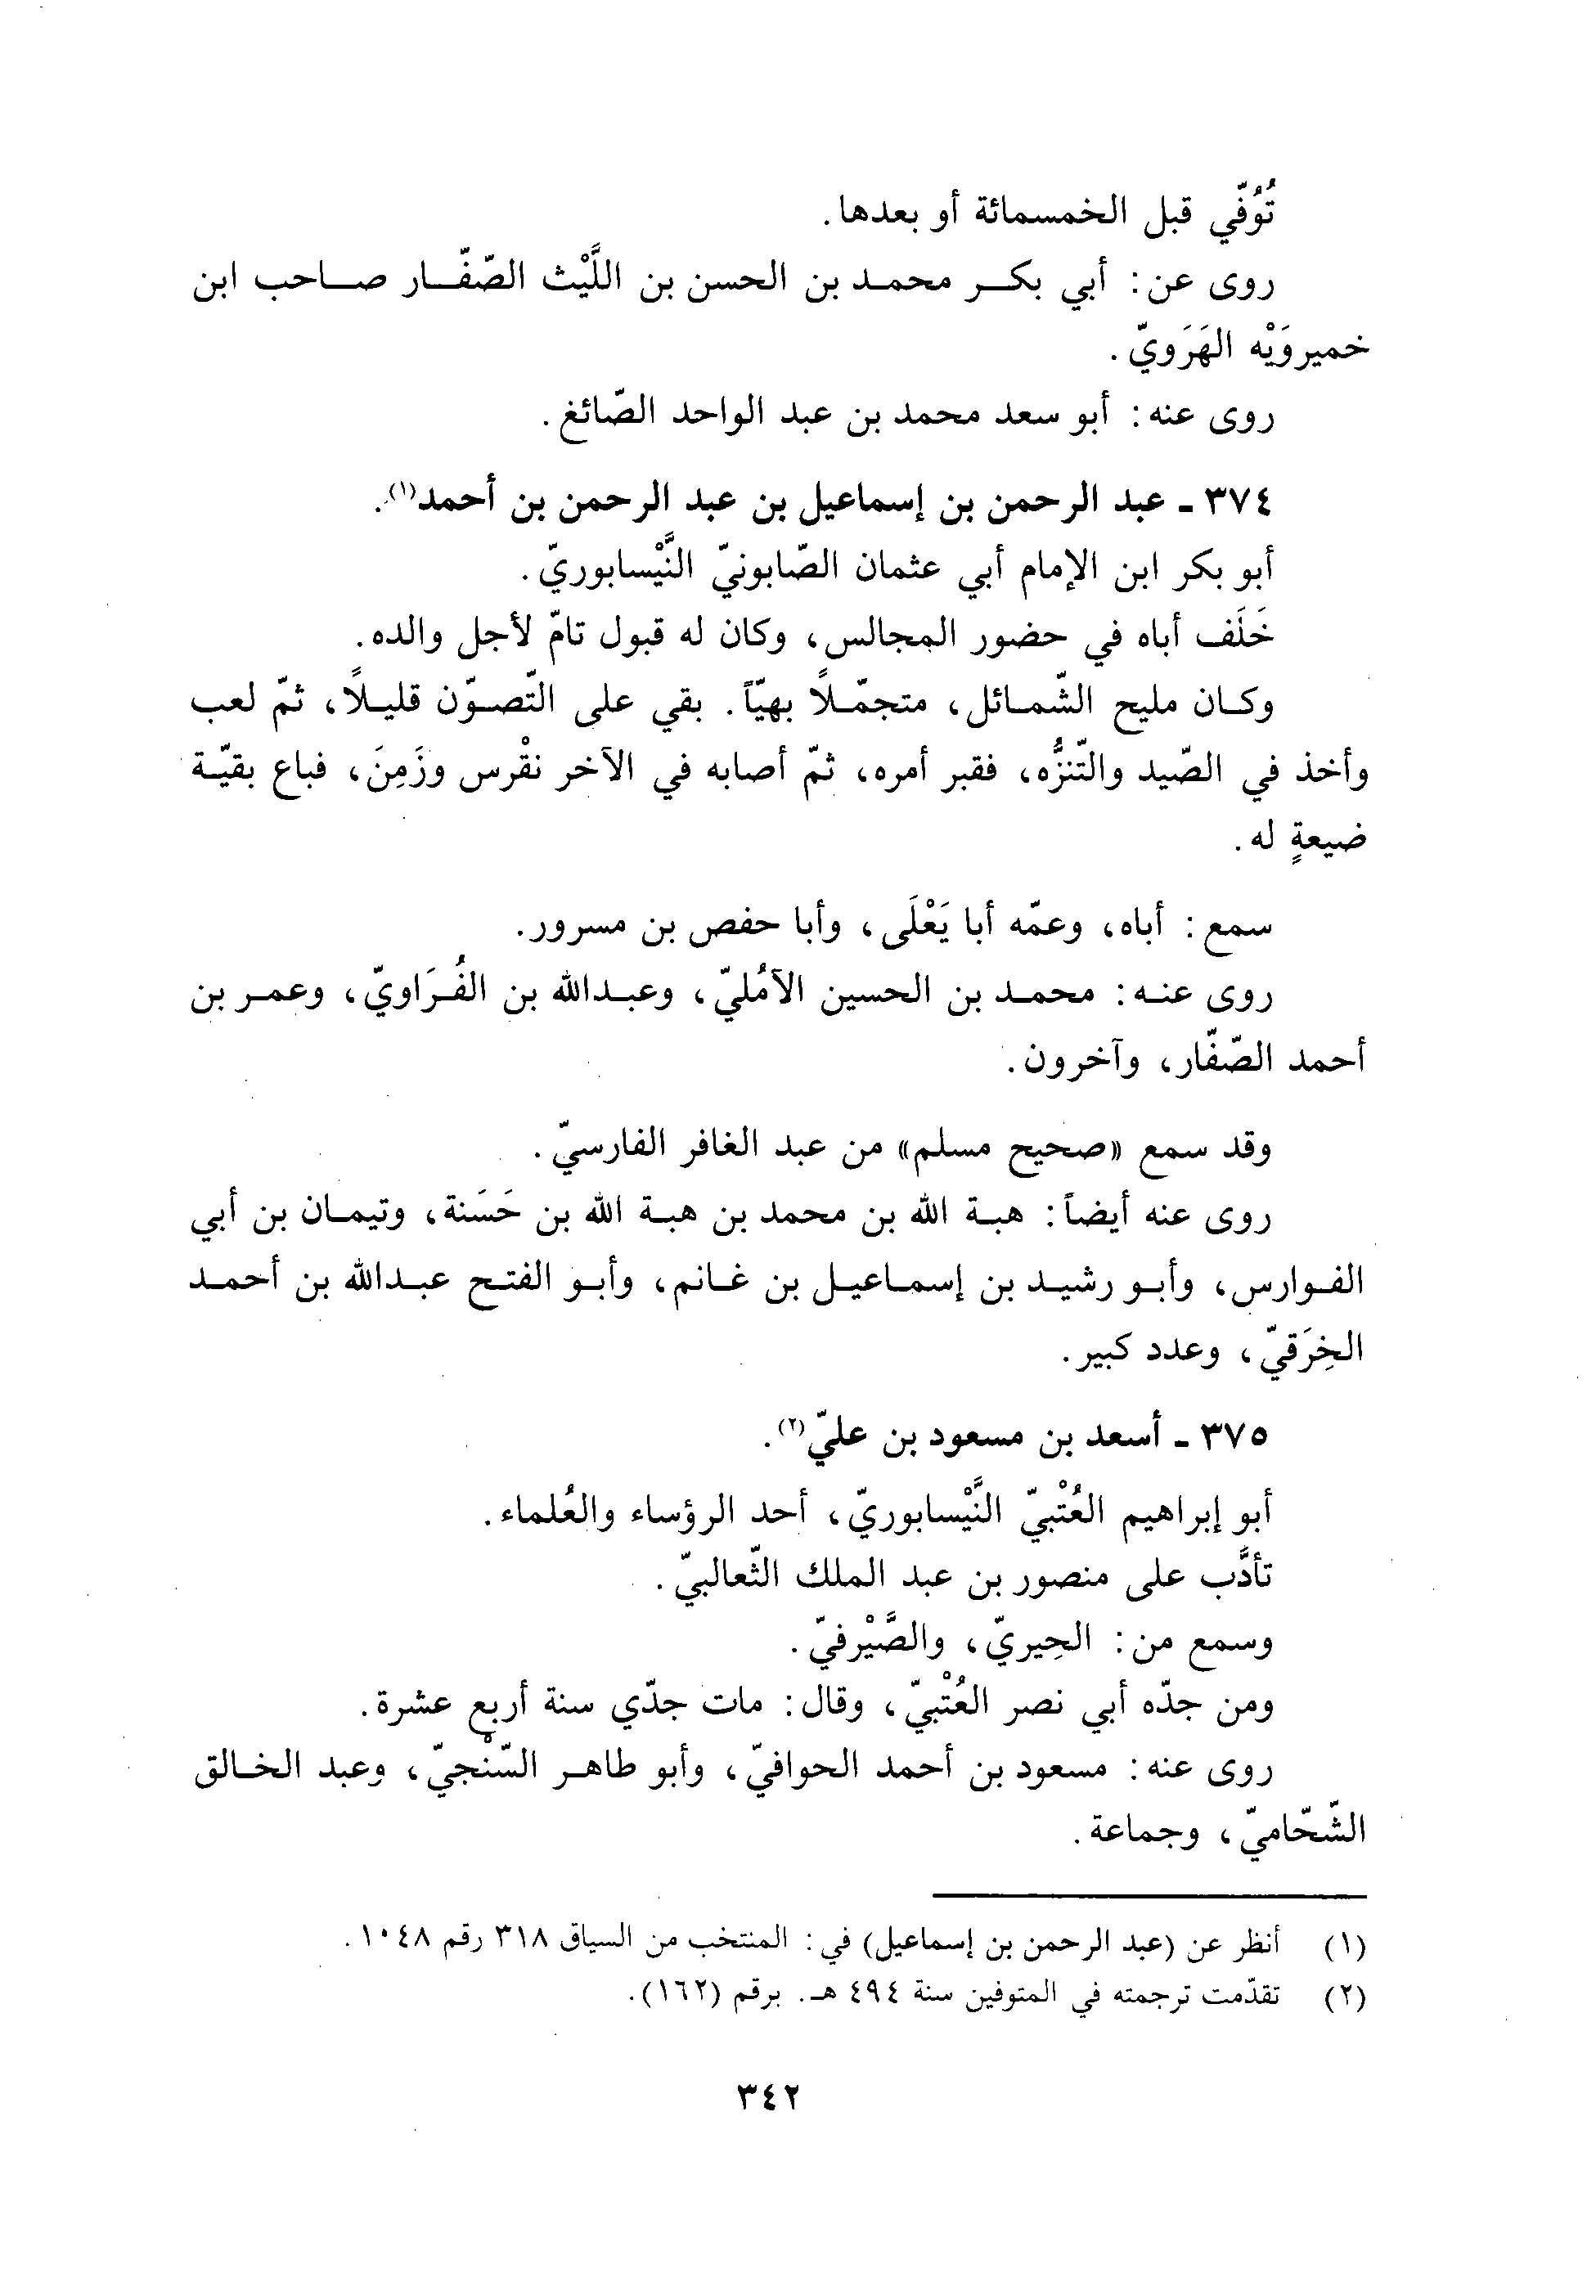 تُوُفّي قبل الخمسمائة أو بعدها.
روى عن: أبي بكر محمد بن الحسن بن اللَّيْث الصّفّار صاحب ابن
خميروَيْه الهَرَويّ.
روى عنه: أبو سعد محمد بن عبد الواحد الصّائغ.
٣٧٤ - عبد الرحمن بن إسماعيل بن عبد الرحمن بن أحمد(١).
أبو بكر ابن الإمام أبي عثمان الصّابونيّ النَّيْسابوريّ.
خَلَف أباه في حضور المجالس، وكان له قبول تامّ لأجل والده.
وكان مليح الشّمائل، متجمّلاً بهيّاً. بقي على التّصوّن قليلاً، ثمّ لعب
وأخذ في الصّيد والتّنزُّه، فقبر أمره، ثمّ أصابه في الآخر نقْرس وزَمِنَ، فباع بقيّة
ضيعةٍ له.
سمع: أباه، وعمّه أبا يَعْلَى، وأبا حفص بن مسرور.
روى عنه: محمد بن الحسين الآمُليّ، وعبدالله بن الفُرَاويّ، وعمر بن
أحمد الصّفّار، وآخرون.
وقد سمع «صحيح مسلم» من عبد الغافر الفارسيّ.
روى عنه أيضاً: هبة الله بن محمد بن هبة الله بن حَسَنة، وتيمان بن أبي
الفوارس، وأبو رشيد بن إسماعيل بن غانم، وأبو الفتح عبدالله بن أحمد
الخِرَقيّ، وعدد كبير.
٣٧٥ - أسعد بن مسعود بن عليّ(٢).
أبو إبراهيم العُتْبيّ النَّيْسابوريّ، أحد الرؤساء والعُلماء.
تأدَّب على منصور بن عبد الملك الثّعالبيّ.
وسمع من: الحِيريّ، والصَّيْرفيّ.
ومن جدّه أبي نصر العُتْبيّ، وقال: مات جدّي سنة أربع عشرة.
روى عنه: مسعود بن أحمد الحوافيّ، وأبو طاهر السّنْجيّ، وعبد الخالق
الشّحّاميّ، وجماعة.
(١) أنظر عن (عبد الرحمن بن إسماعيل) في: المنتخب من السياق ٣١٨ رقم ١٠٤٨.
(٢) تقدّمت ترجمته في المتوفين سنة ٤٩٤ هـ. برقم (١٦٢).
٣٤٢